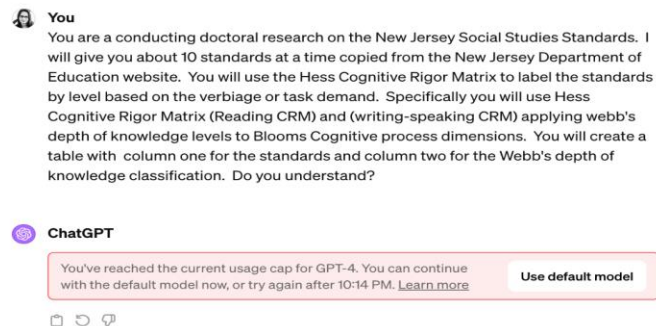 You
You are a conducting doctoral research on the New Jersey Social Studies Standards. I
will give you about 10 standards at a time copied from the New Jersey Department of
Education website. You will use the Hess Cognitive Rigor Matrix to label the standards
by level based on the verbiage or task demand. Specifically you will use Hess
Cognitive Rigor Matrix (Reading CRM) and (writing-speaking CRM) applying webb's
depth of knowledge levels to Blooms Cognitive process dimensions. You will create a
table with column one for the standards and column two for the Webb's depth of
knowledge classification. Do you understand?
ChatGPT
You've reached the current usage cap for GPT-4. You can continue
with the default model now, or try again after 10:14 PM. Learn more
Use default model